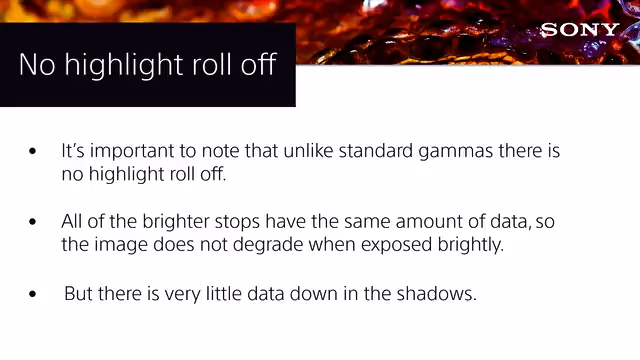 SONY
No highlight roll off
• It's important to note that unlike standard gammas there is
no highlight roll off.
• All of the brighter stops have the same amount of data, so
the image does not degrade when exposed brightly.
• But there is very little data down in the shadows.